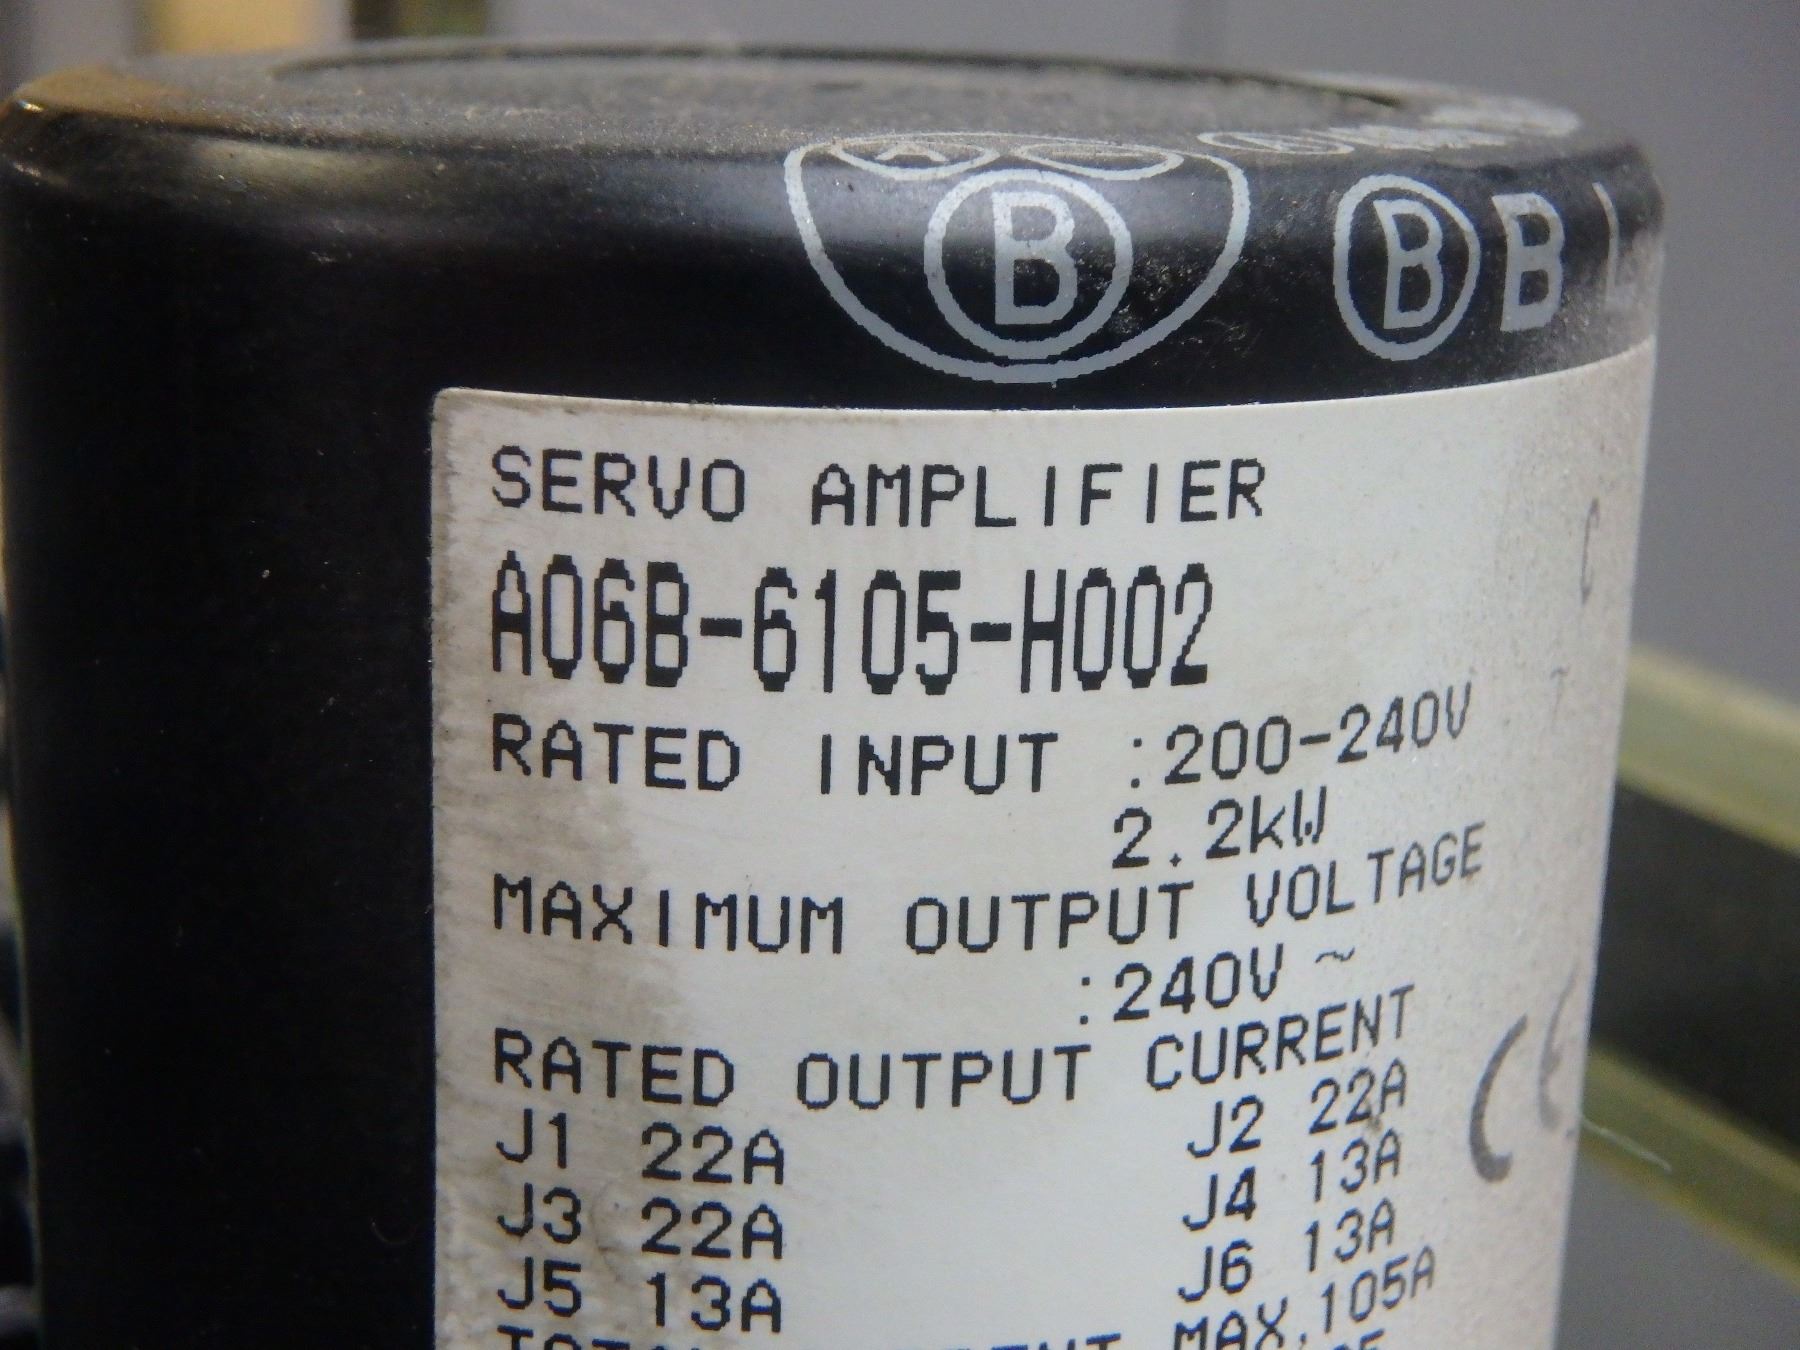 A B
B B L
SERVO AMPLIFIER
A06B-6105-H002
RATED INPUT :200-240V
2.2kW
MAXIMUM OUTPUT VOLTAGE
:240V ~
RATED OUTPUT CURRENT
J1 22A J2 22A
J3 22A J4 13A
J5 13A J6 13A
MAX.105A
CE